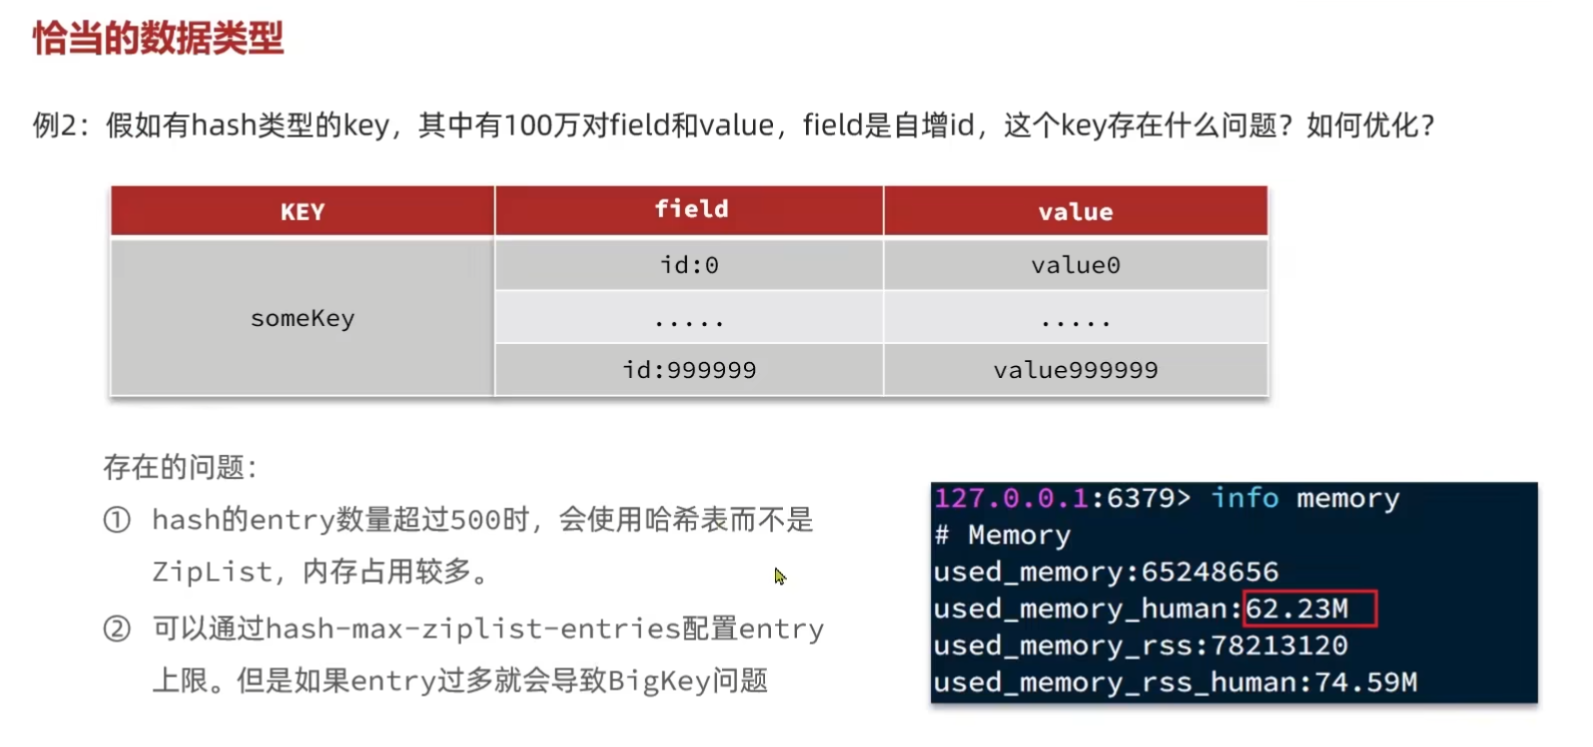 恰当的数据类型
例2：假如有hash类型的key，其中有100万对field和value，field是自增id，这个key存在什么问题？如何优化？
KEY field value
id:0 value0
someKey ..... .....
id:999999 value999999
存在的问题：
① hash的entry数量超过500时，会使用哈希表而不是
ZipList，内存占用较多。
② 可以通过hash-max-ziplist-entries配置entry
上限。但是如果entry过多就会导致BigKey问题
127.0.0.1:6379> info memory
# Memory
used_memory:65248656
used_memory_human:62.23M
used_memory_rss:78213120
used_memory_rss_human:74.59M